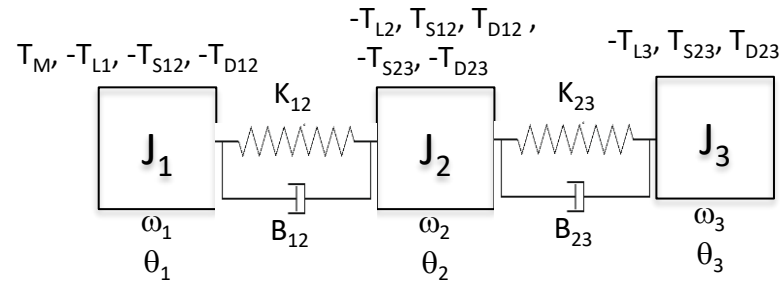 -T_L2, T_S12, T_D12 ,
T_M, -T_L1, -T_S12, -T_D12
-T_S23, -T_D23
-T_L3, T_S23, T_D23
K_12
K_23
J_1
J_2
J_3
B_12
B_23
ω_1
θ_1
ω_2
θ_2
ω_3
θ_3